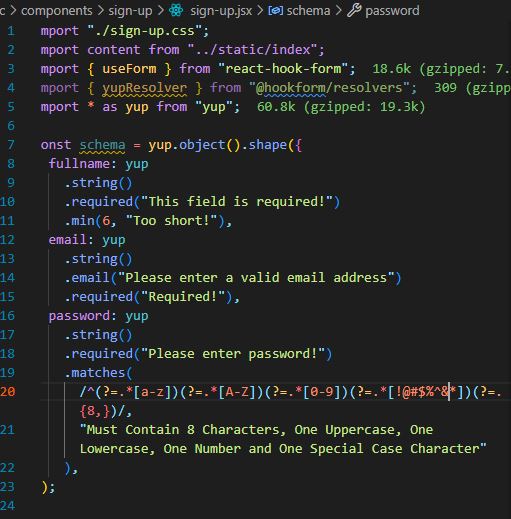 c > components > sign-up > sign-up.jsx > schema > password
1 mport "./sign-up.css";
2 mport content from "../static/index";
3 mport { useForm } from "react-hook-form"; 18.6k (gzipped: 7.
4 mport { yupResolver } from "@hookform/resolvers"; 309 (gzipp
5 mport * as yup from "yup"; 60.8k (gzipped: 19.3k)
6
7 onst schema = yup.object().shape({
8 fullname: yup
9 .string()
10 .required("This field is required!")
11 .min(6, "Too short!"),
12 email: yup
13 .string()
14 .email("Please enter a valid email address")
15 .required("Required!"),
16 password: yup
17 .string()
18 .required("Please enter password!")
19 .matches(
20 /^(?=.*[a-z])(?=.*[A-Z])(?=.*[0-9])(?=.*[!@#$%^&*])(?=.
{8,})/,
21 "Must Contain 8 Characters, One Uppercase, One
Lowercase, One Number and One Special Case Character"
22 ),
23 );
24